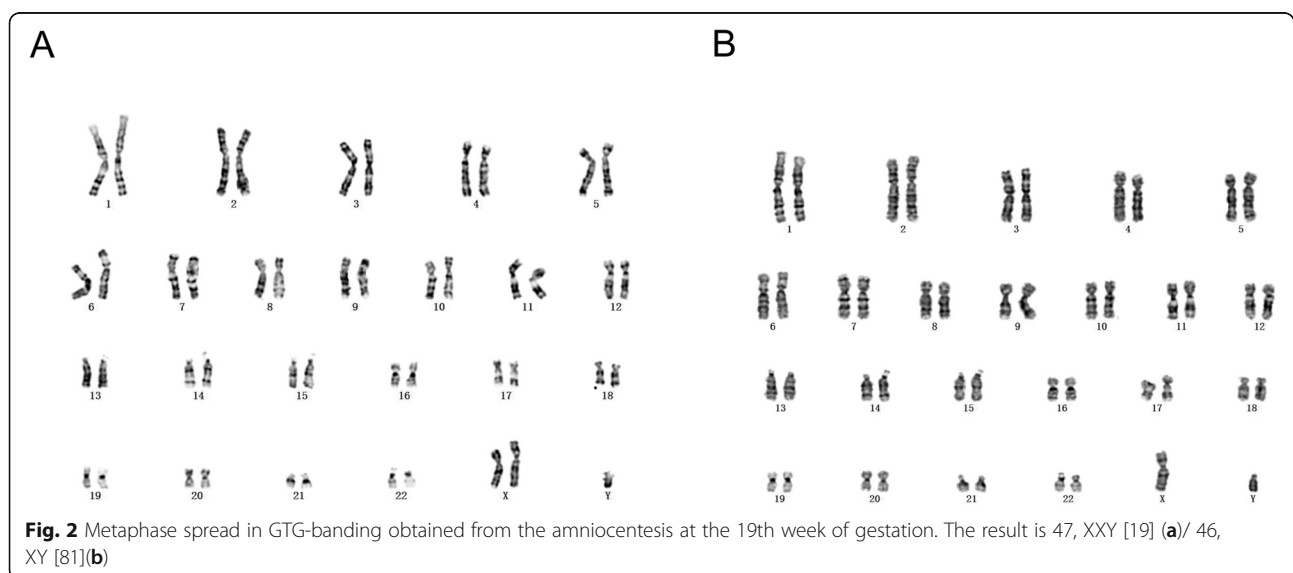 A
B
1 2 3 4 5
6 7 8 9 10 11 12
13 14 15 16 17 18
19 20 21 22 X Y
1 2 3 4 5
6 7 8 9 10 11 12
13 14 15 16 17 18
19 20 21 22 X Y
Fig. 2 Metaphase spread in GTG-banding obtained from the amniocentesis at the 19th week of gestation. The result is 47, XXY [19] (a)/ 46,
XY [81](b)